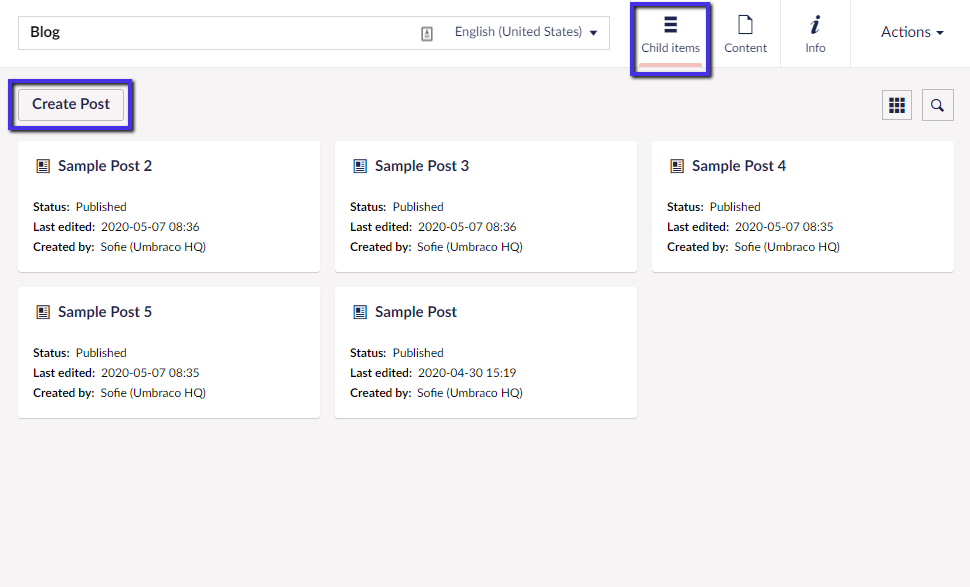 Blog
English (United States)
Child items
Content
Info
Actions
Create Post
Sample Post 2
Status: Published
Last edited: 2020-05-07 08:36
Created by: Sofie (Umbraco HQ)
Sample Post 3
Status: Published
Last edited: 2020-05-07 08:36
Created by: Sofie (Umbraco HQ)
Sample Post 4
Status: Published
Last edited: 2020-05-07 08:35
Created by: Sofie (Umbraco HQ)
Sample Post 5
Status: Published
Last edited: 2020-05-07 08:35
Created by: Sofie (Umbraco HQ)
Sample Post
Status: Published
Last edited: 2020-04-30 15:19
Created by: Sofie (Umbraco HQ)